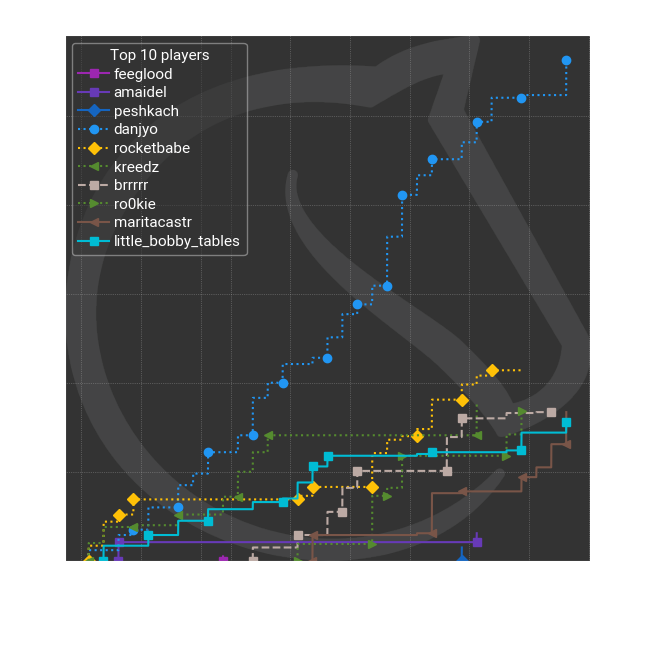 Top 10 players
feeglood
amaidel
peshkach
danjyo
rocketbabe
kreedz
brrrrr
ro0kie
maritacastr
little_bobby_tables